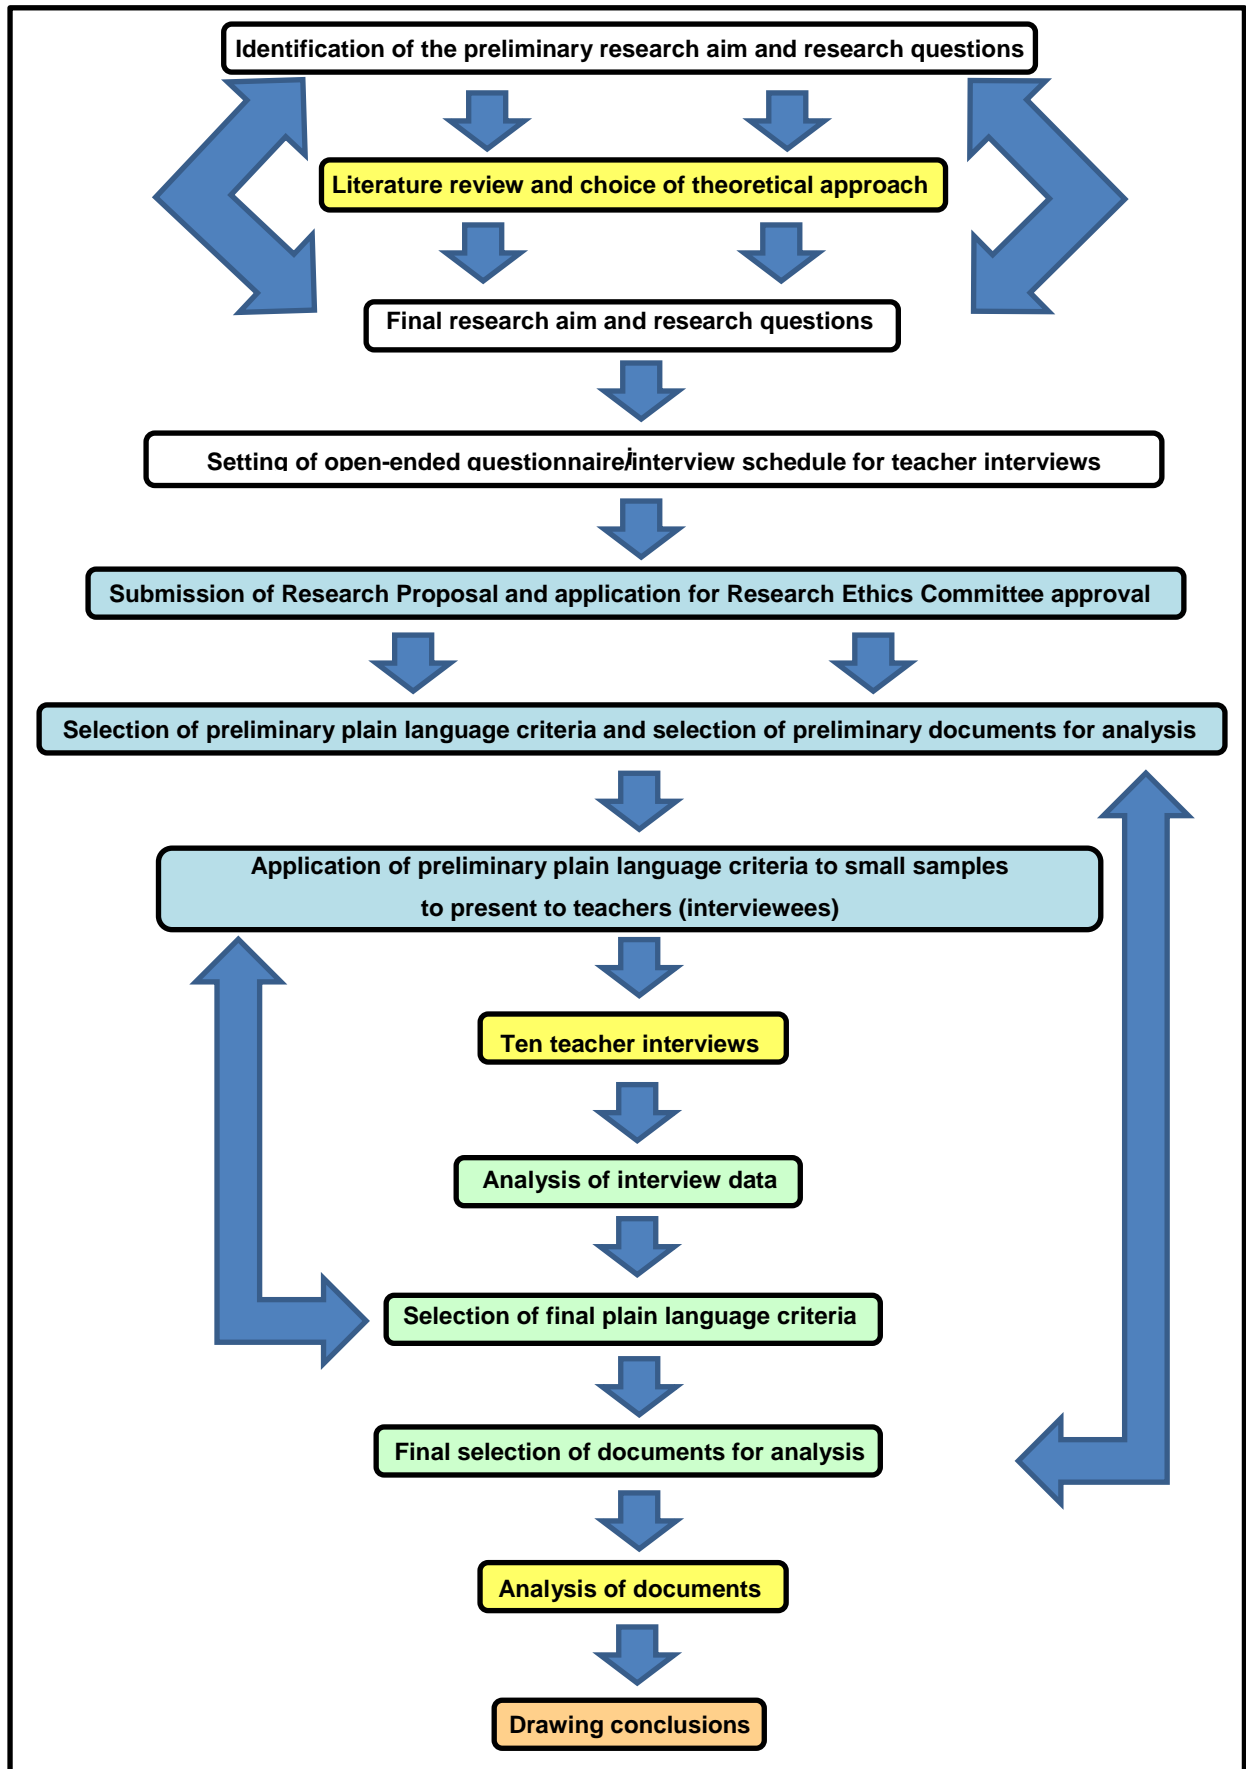 Identification of the preliminary research aim and research questions
Literature review and choice of theoretical approach
Final research aim and research questions
Setting of open-ended questionnaire/interview schedule for teacher interviews
Submission of Research Proposal and application for Research Ethics Committee approval
Selection of preliminary plain language criteria and selection of preliminary documents for analysis
Application of preliminary plain language criteria to small samples
to present to teachers (interviewees)
Ten teacher interviews
Analysis of interview data
Selection of final plain language criteria
Final selection of documents for analysis
Analysis of documents
Drawing conclusions